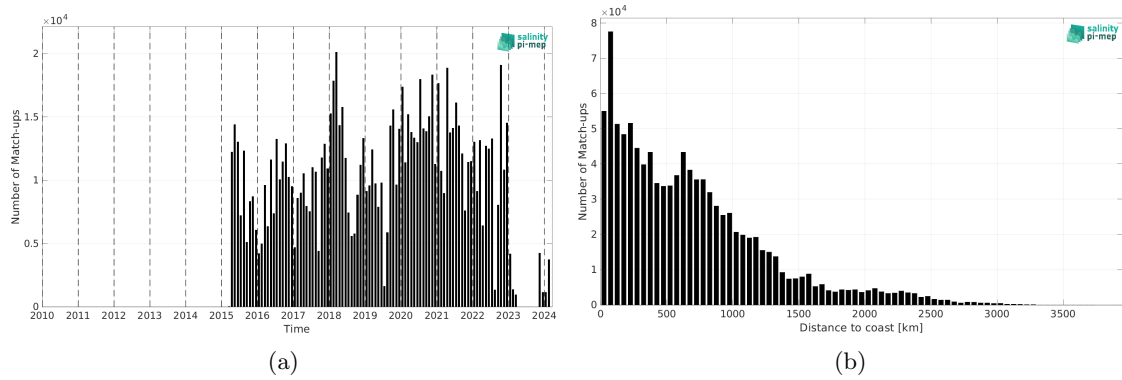 ×10⁴
2
1.5
1
0.5
0
Number of Match-ups
2010 2011 2012 2013 2014 2015 2016 2017 2018 2019 2020 2021 2022 2023 2024
Time
salinity
pi-mep
(a)
×10⁴
8
7
6
5
4
3
2
1
0
Number of Match-ups
0 500 1000 1500 2000 2500 3000 3500
Distance to coast [km]
salinity
pi-mep
(b)